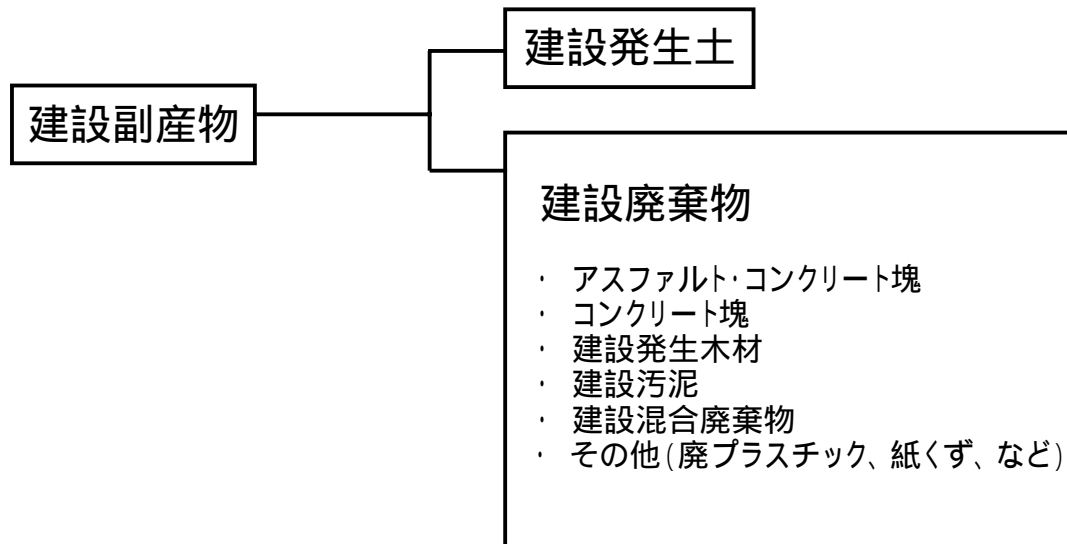 建設発生土
建設副産物
建設廃棄物
・ アスファルト・コンクリート塊
・ コンクリート塊
・ 建設発生木材
・ 建設汚泥
・ 建設混合廃棄物
・ その他(廃プラスチック、紙くず、など)